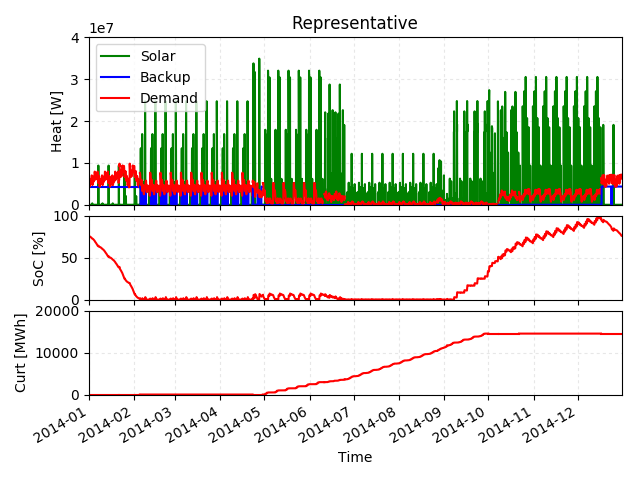 Representative
1e7
4
3
2
1
0
Heat [W]
Solar
Backup
Demand
100
50
0
SoC [%]
20000
10000
0
Curt [MWh]
2014-01
2014-02
2014-03
2014-04
2014-05
2014-06
2014-07
2014-08
2014-09
2014-10
2014-11
2014-12
Time